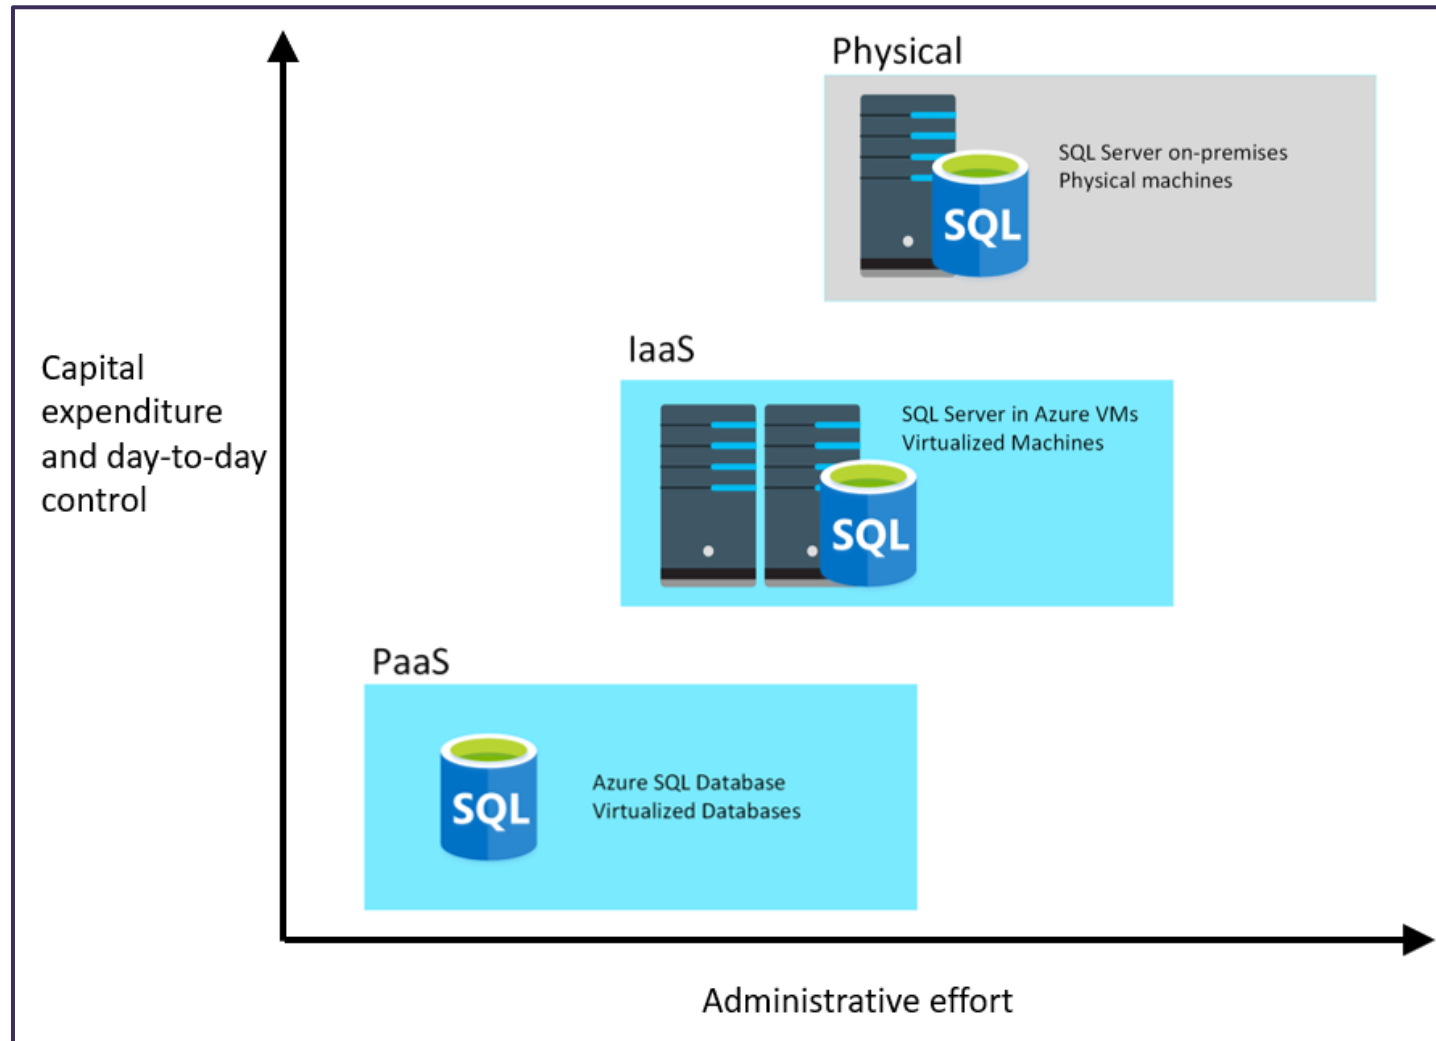 Physical
SQL Server on-premises
Physical machines
SQL
IaaS
SQL Server in Azure VMs
Virtualized Machines
SQL
Capital
expenditure
and day-to-day
control
PaaS
Azure SQL Database
Virtualized Databases
SQL
Administrative effort